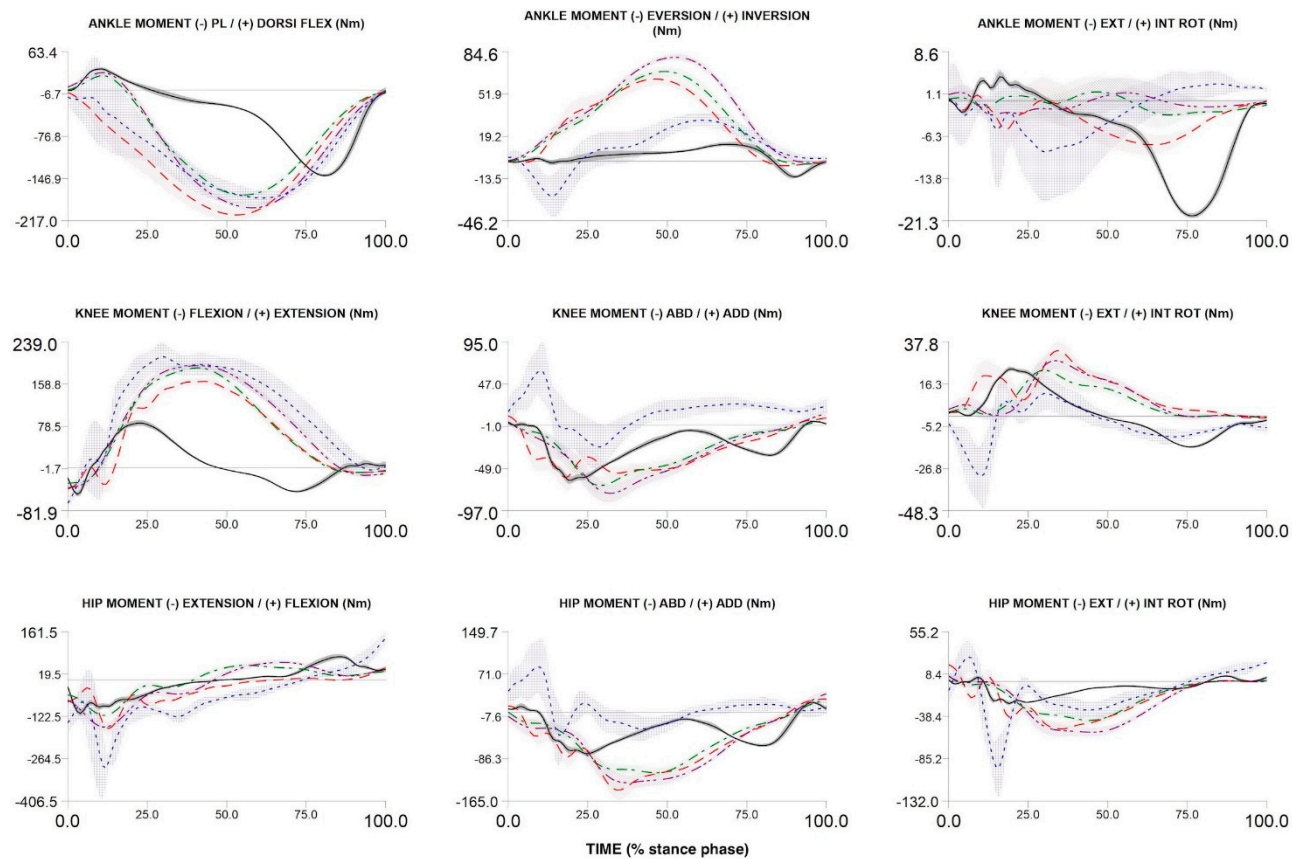 ANKLE MOMENT (-) PL / (+) DORSI FLEX (Nm)
63.4
-6.7
-76.8
-146.9
-217.0
0.0 25.0 50.0 75.0 100.0
ANKLE MOMENT (-) EVERSION / (+) INVERSION
(Nm)
84.6
51.9
19.2
-13.5
-46.2
0.0 25.0 50.0 75.0 100.0
ANKLE MOMENT (-) EXT / (+) INT ROT (Nm)
8.6
1.1
-6.3
-13.8
-21.3
0.0 25.0 50.0 75.0 100.0
KNEE MOMENT (-) FLEXION / (+) EXTENSION (Nm)
239.0
158.8
78.5
-1.7
-81.9
0.0 25.0 50.0 75.0 100.0
KNEE MOMENT (-) ABD / (+) ADD (Nm)
95.0
47.0
-1.0
-49.0
-97.0
0.0 25.0 50.0 75.0 100.0
KNEE MOMENT (-) EXT / (+) INT ROT (Nm)
37.8
16.3
-5.2
-26.8
-48.3
0.0 25.0 50.0 75.0 100.0
HIP MOMENT (-) EXTENSION / (+) FLEXION (Nm)
161.5
19.5
-122.5
-264.5
-406.5
0.0 25.0 50.0 75.0 100.0
HIP MOMENT (-) ABD / (+) ADD (Nm)
149.7
71.0
-7.6
-86.3
-165.0
0.0 25.0 50.0 75.0 100.0
HIP MOMENT (-) EXT / (+) INT ROT (Nm)
55.2
8.4
-38.4
-85.2
-132.0
0.0 25.0 50.0 75.0 100.0
TIME (% stance phase)